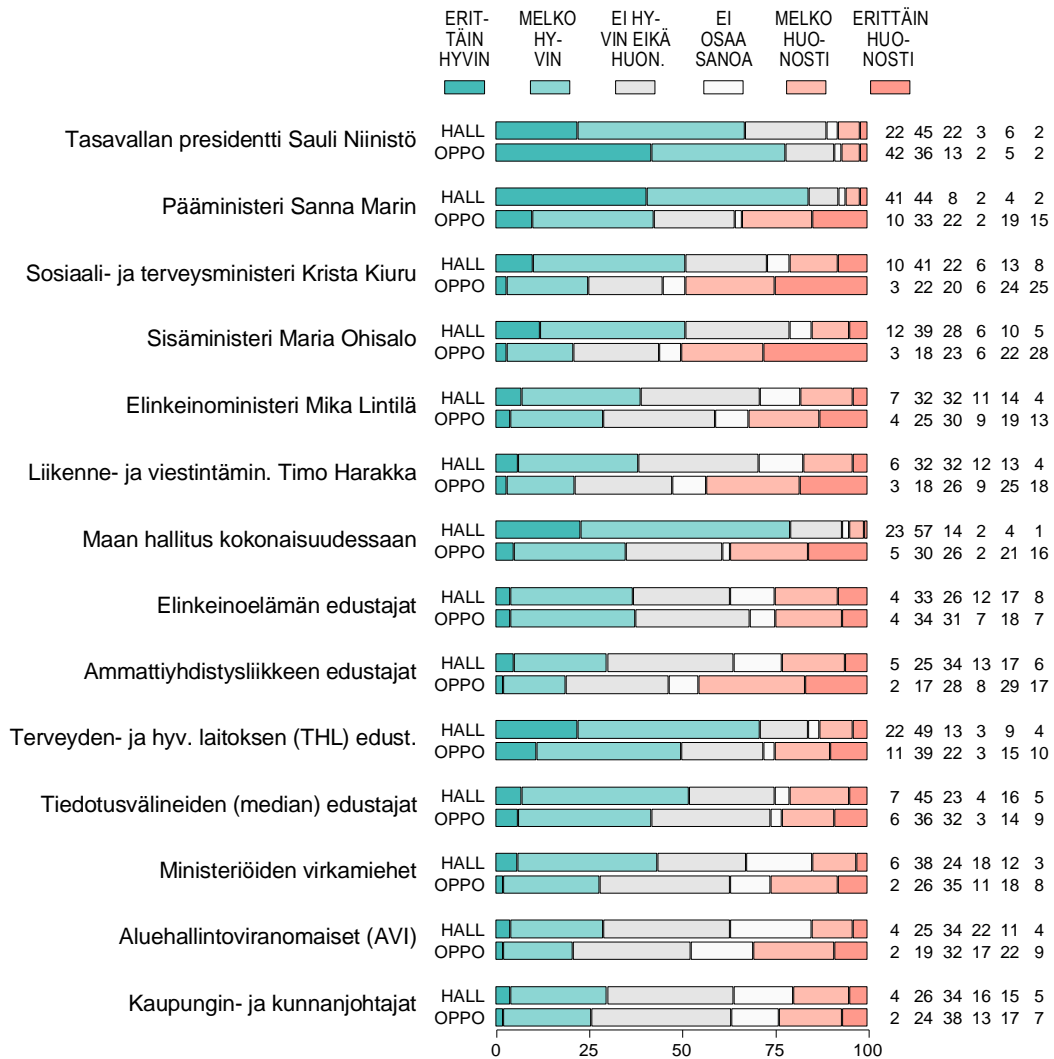 ERIT-
TÄIN
HYVIN
MELKO
HY-
VIN
EI HY-
VIN EIKÄ
HUON.
EI
OSAA
SANOA
MELKO
HUO-
NOSTI
ERITTÄIN
HUO-
NOSTI
Tasavallan presidentti Sauli Niinistö
HALL 22 45 22 3 6 2
OPPO 42 36 13 2 5 2
Pääministeri Sanna Marin
HALL 41 44 8 2 4 2
OPPO 10 33 22 2 19 15
Sosiaali- ja terveysministeri Krista Kiuru
HALL 10 41 22 6 13 8
OPPO 3 22 20 6 24 25
Sisäministeri Maria Ohisalo
HALL 12 39 28 6 10 5
OPPO 3 18 23 6 22 28
Elinkeinoministeri Mika Lintilä
HALL 7 32 32 11 14 4
OPPO 4 25 30 9 19 13
Liikenne- ja viestintämin. Timo Harakka
HALL 6 32 32 12 13 4
OPPO 3 18 26 9 25 18
Maan hallitus kokonaisuudessaan
HALL 23 57 14 2 4 1
OPPO 5 30 26 2 21 16
Elinkeinoelämän edustajat
HALL 4 33 26 12 17 8
OPPO 4 34 31 7 18 7
Ammattiyhdistysliikkeen edustajat
HALL 5 25 34 13 17 6
OPPO 2 17 28 8 29 17
Terveyden- ja hyv. laitoksen (THL) edust.
HALL 22 49 13 3 9 4
OPPO 11 39 22 3 15 10
Tiedotusvälineiden (median) edustajat
HALL 7 45 23 4 16 5
OPPO 6 36 32 3 14 9
Ministeriöiden virkamiehet
HALL 6 38 24 18 12 3
OPPO 2 26 35 11 18 8
Aluehallintoviranomaiset (AVI)
HALL 4 25 34 22 11 4
OPPO 2 19 32 17 22 9
Kaupungin- ja kunnanjohtajat
HALL 4 26 34 16 15 5
OPPO 2 24 38 13 17 7
0 25 50 75 100